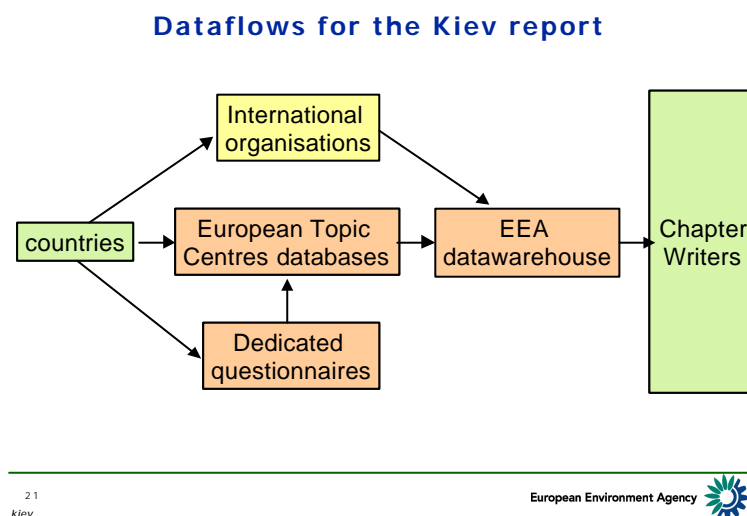 Dataflows for the Kiev report
International
organisations
countries
European Topic
Centres databases
EEA
datawarehouse
Chapter
Writers
Dedicated
questionnaires
21
kiev
European Environment Agency